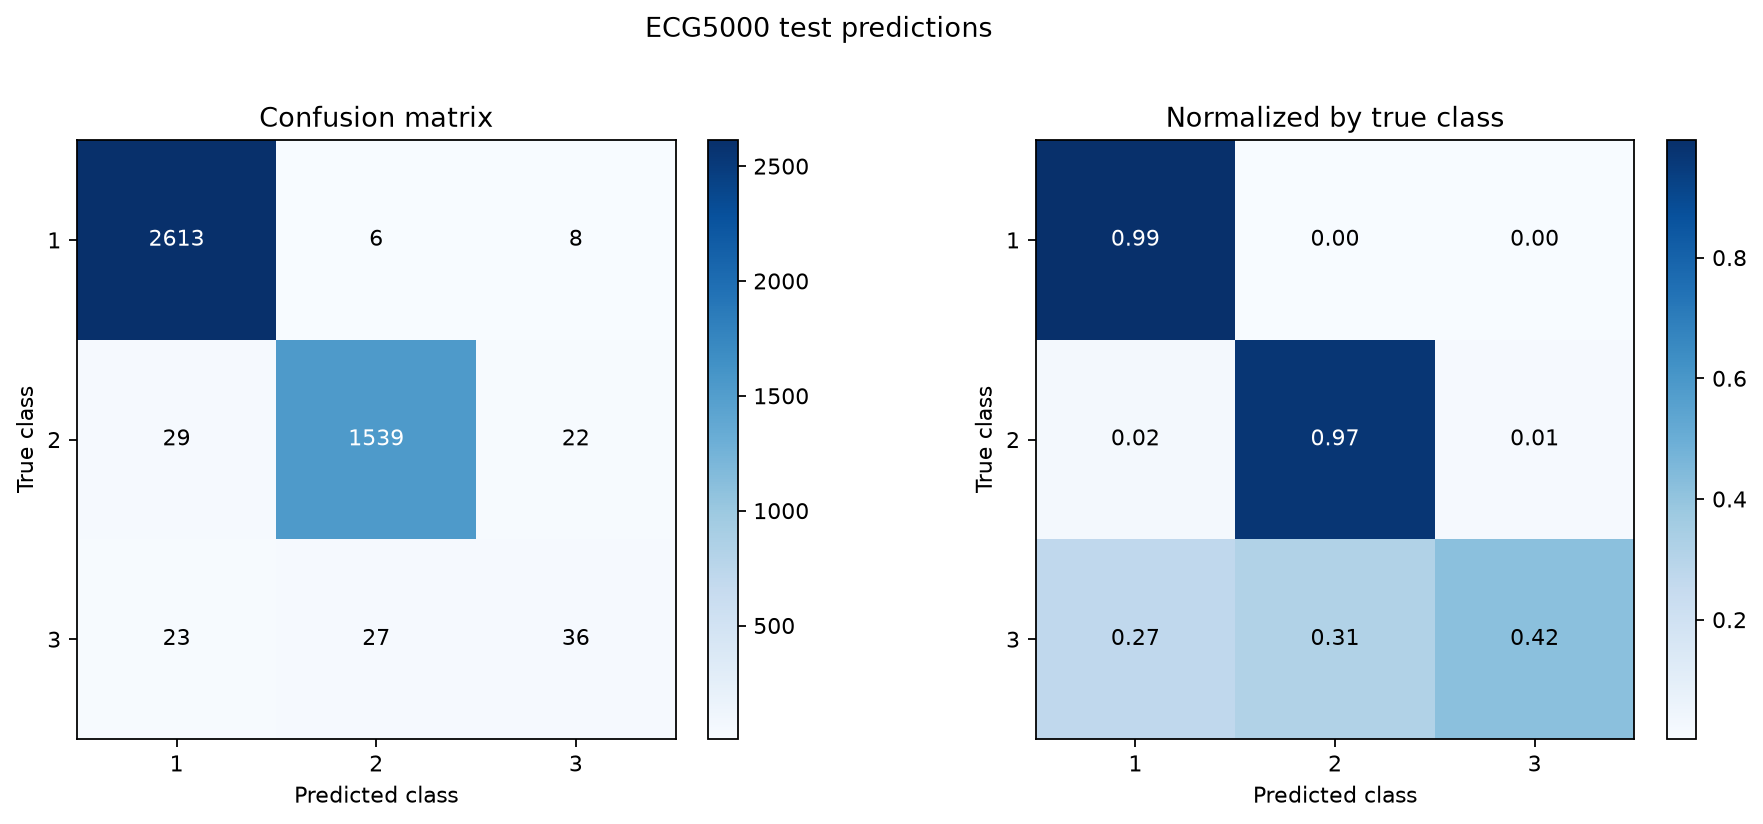 ECG5000 test predictions
Confusion matrix
2613 6 8
29 1539 22
23 27 36
1
2
3
True class
1 2 3
Predicted class
2500
2000
1500
1000
500
Normalized by true class
0.99 0.00 0.00
0.02 0.97 0.01
0.27 0.31 0.42
1
2
3
True class
1 2 3
Predicted class
0.8
0.6
0.4
0.2